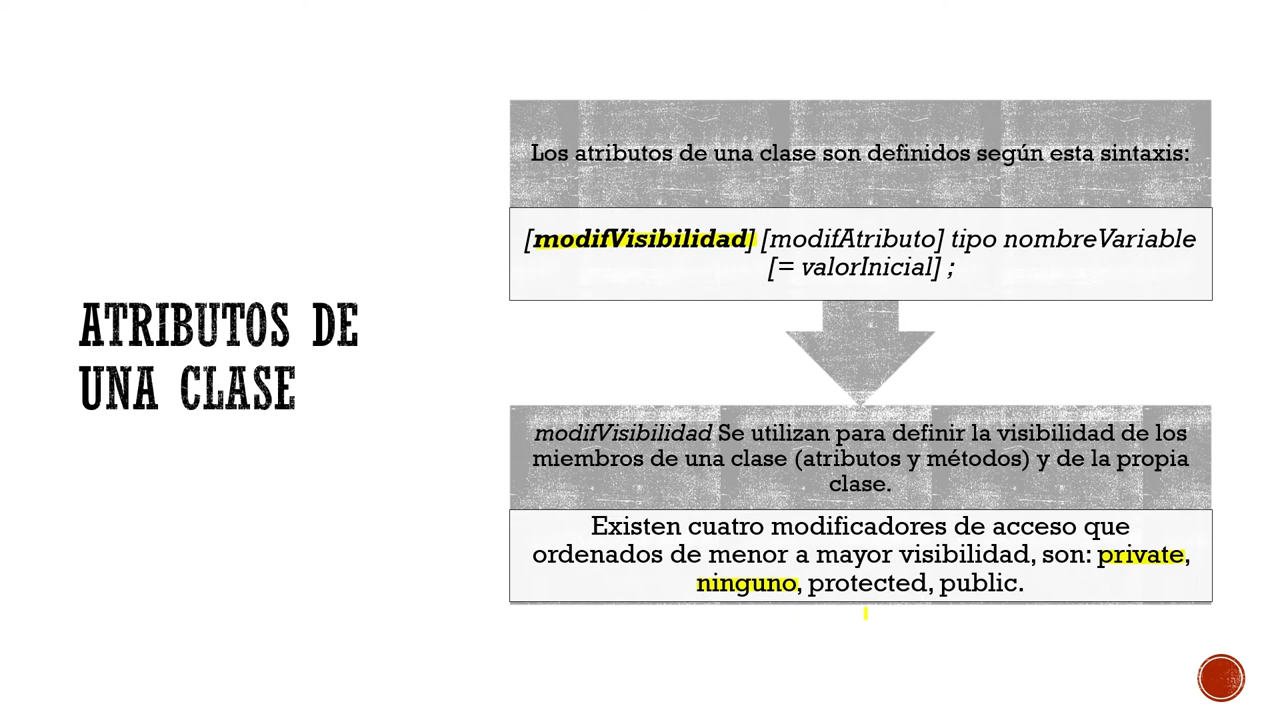 ATRIBUTOS DE
UNA CLASE
Los atributos de una clase son definidos según esta sintaxis:
[modifVisibilidad] [modifAtributo] tipo nombreVariable
[= valorInicial] ;
modifVisibilidad Se utilizan para definir la visibilidad de los
miembros de una clase (atributos y métodos) y de la propia
clase.
Existen cuatro modificadores de acceso que
ordenados de menor a mayor visibilidad, son: private,
ninguno, protected, public.